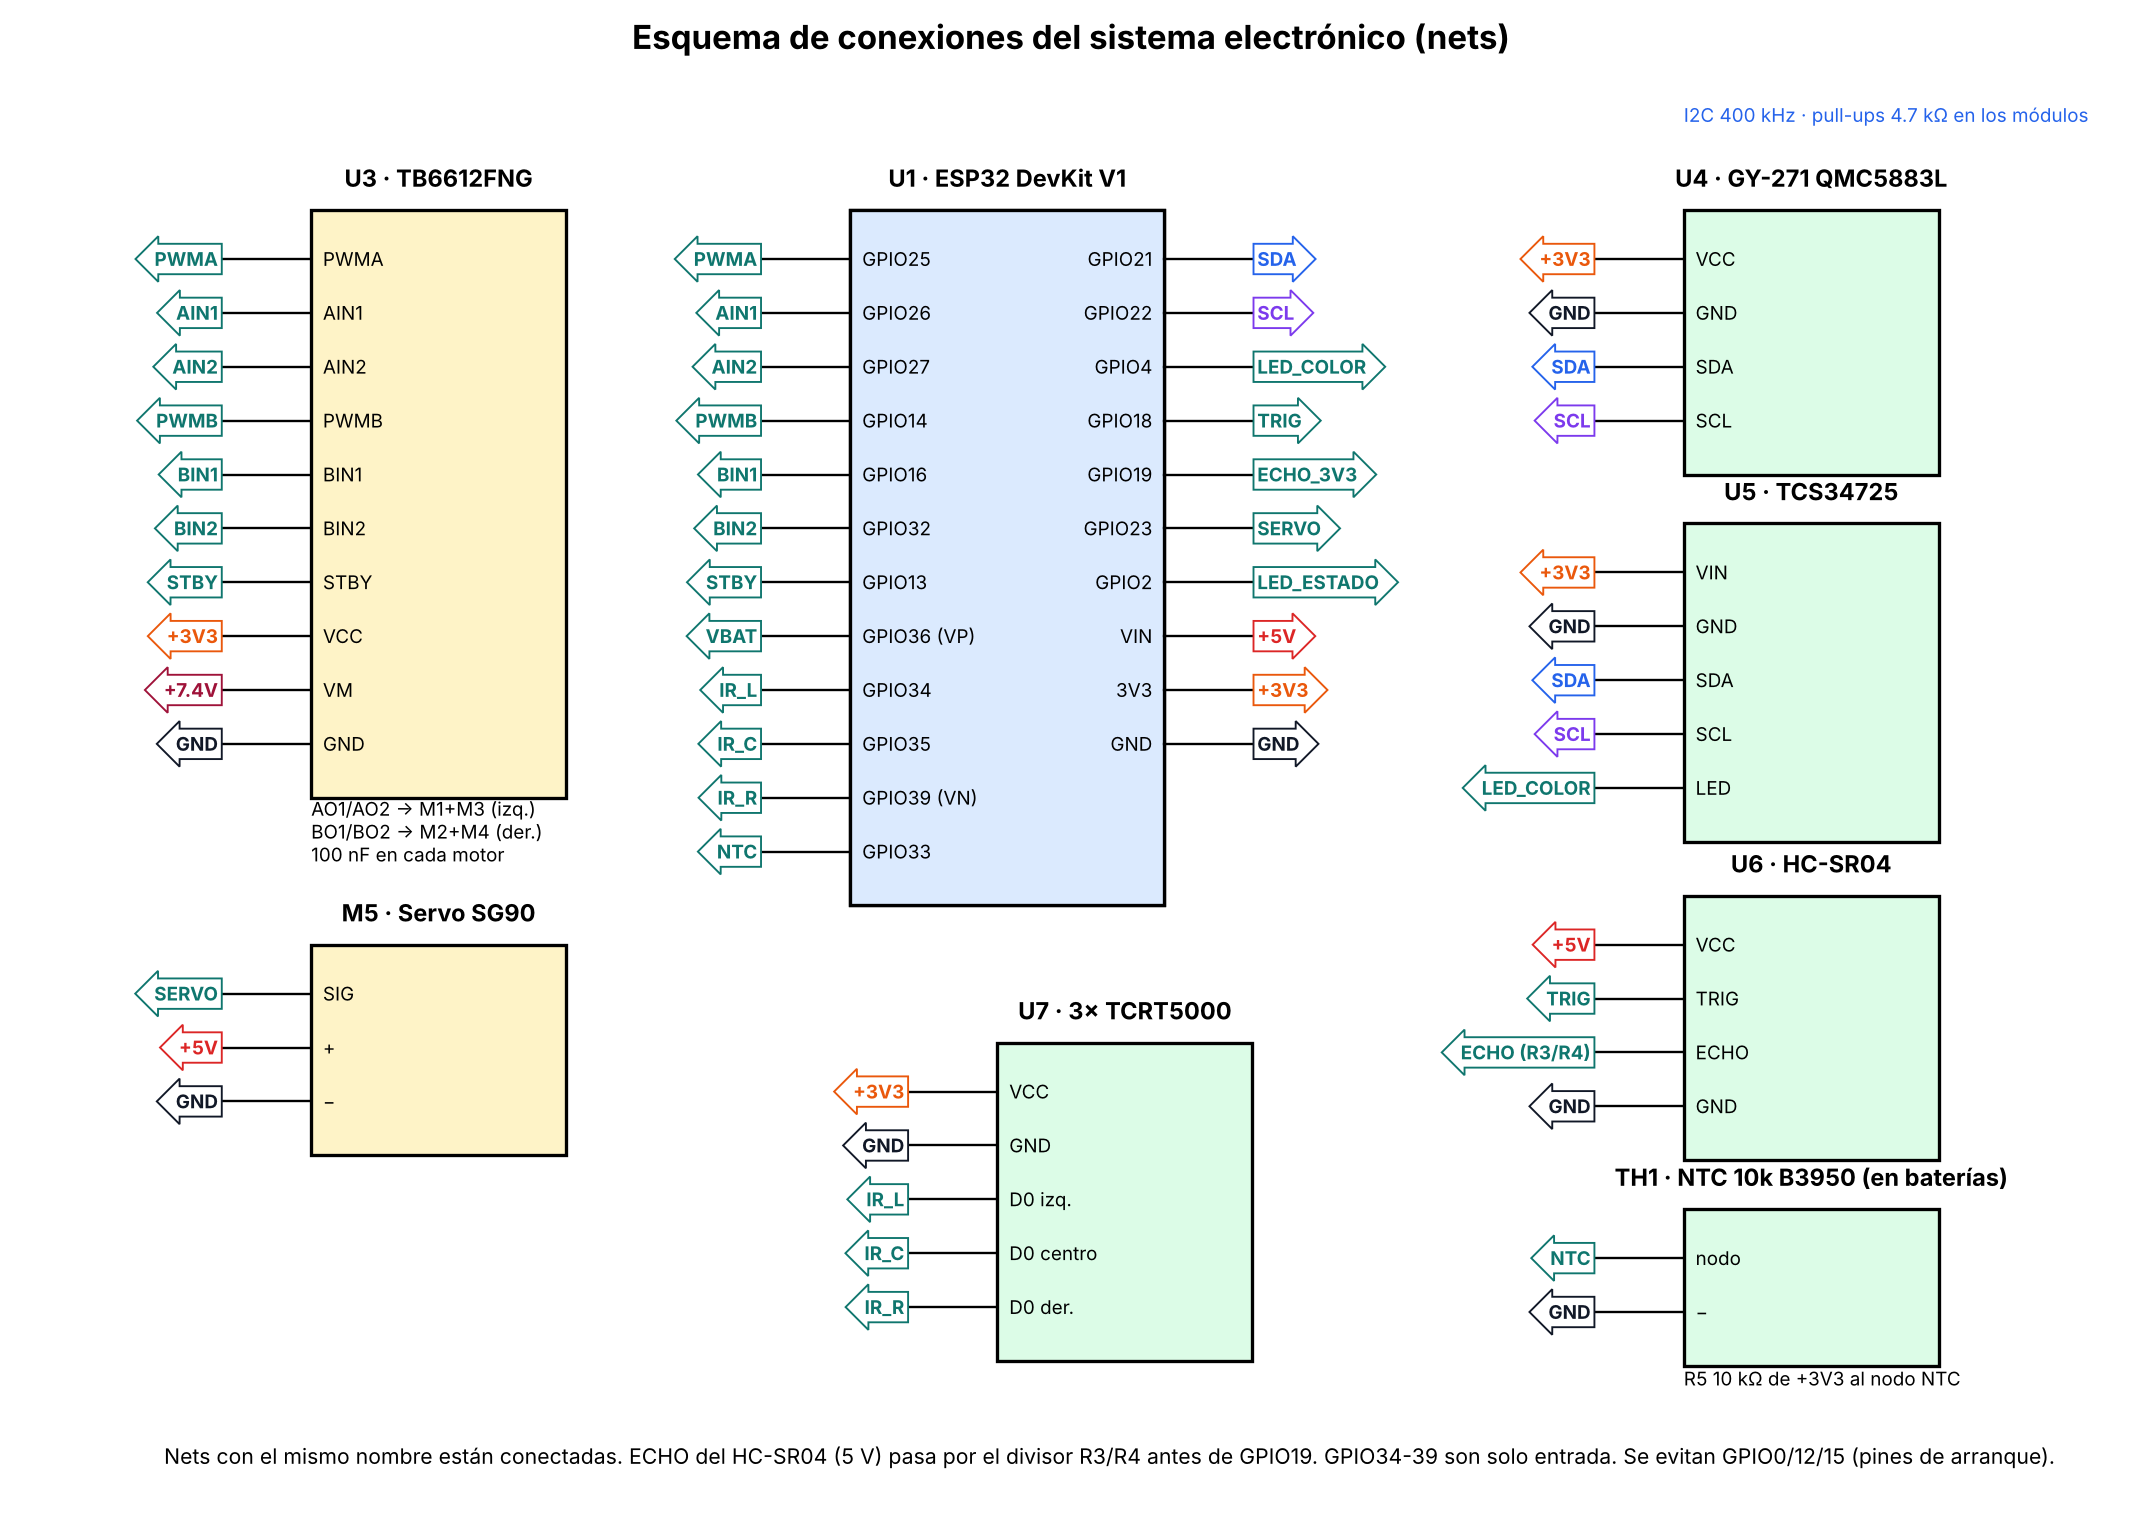 Esquema de conexiones del sistema electrónico (nets)
I2C 400 kHz · pull-ups 4.7 kΩ en los módulos
U3 · TB6612FNG
PWMA PWMA
AIN1 AIN1
AIN2 AIN2
PWMB PWMB
BIN1 BIN1
BIN2 BIN2
STBY STBY
+3V3 VCC
+7.4V VM
GND GND
AO1/AO2 → M1+M3 (izq.)
BO1/BO2 → M2+M4 (der.)
100 nF en cada motor
M5 · Servo SG90
SERVO SIG
+5V +
GND –
U1 · ESP32 DevKit V1
PWMA GPIO25 GPIO21 SDA
AIN1 GPIO26 GPIO22 SCL
AIN2 GPIO27 GPIO4 LED_COLOR
PWMB GPIO14 GPIO18 TRIG
BIN1 GPIO16 GPIO19 ECHO_3V3
BIN2 GPIO32 GPIO23 SERVO
STBY GPIO13 GPIO2 LED_ESTADO
VBAT GPIO36 (VP) VIN +5V
IR_L GPIO34 3V3 +3V3
IR_C GPIO35 GND GND
IR_R GPIO39 (VN)
NTC GPIO33
U7 · 3× TCRT5000
+3V3 VCC
GND GND
IR_L D0 izq.
IR_C D0 centro
IR_R D0 der.
U4 · GY-271 QMC5883L
+3V3 VCC
GND GND
SDA SDA
SCL SCL
U5 · TCS34725
+3V3 VIN
GND GND
SDA SDA
SCL SCL
LED_COLOR LED
U6 · HC-SR04
+5V VCC
TRIG TRIG
ECHO (R3/R4) ECHO
GND GND
TH1 · NTC 10k B3950 (en baterías)
NTC nodo
GND –
R5 10 kΩ de +3V3 al nodo NTC
Nets con el mismo nombre están conectadas. ECHO del HC-SR04 (5 V) pasa por el divisor R3/R4 antes de GPIO19. GPIO34-39 son solo entrada. Se evitan GPIO0/12/15 (pines de arranque).